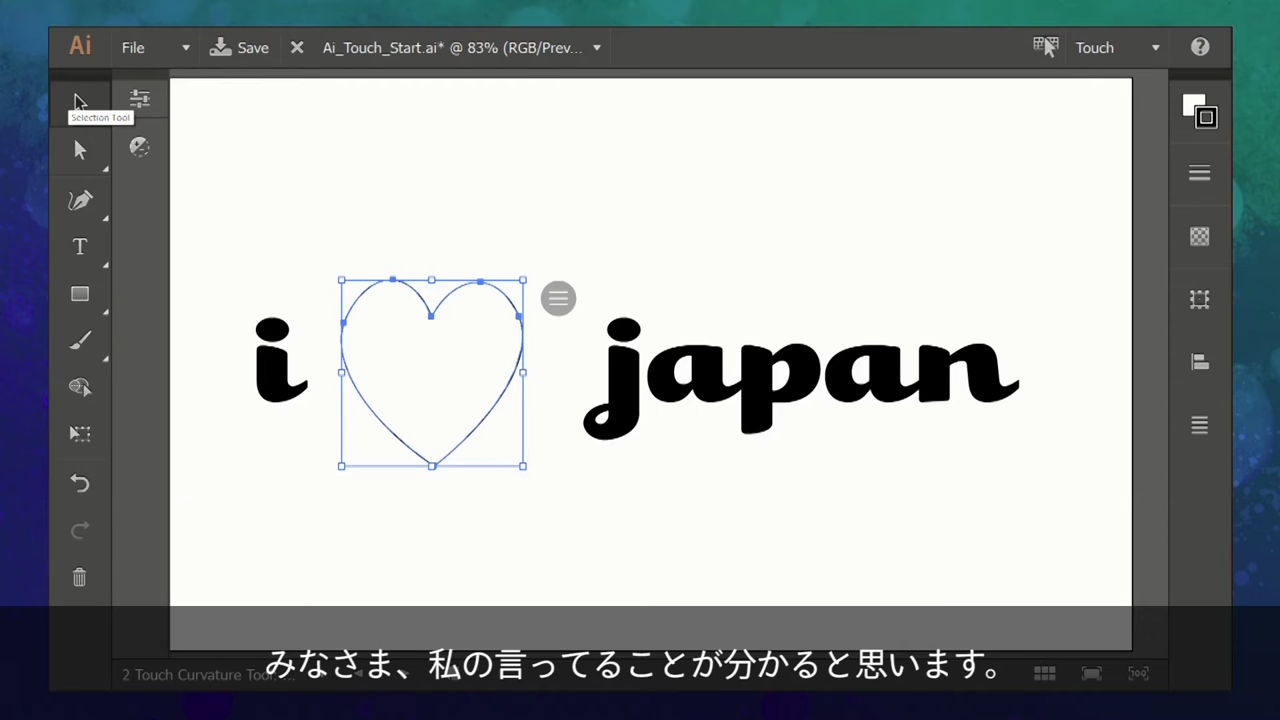 Ai File Save Ai_Touch_Start.ai* @ 83% (RGB/Prev... Touch
Selection Tool
T
i japan
みなさま、私の言ってることが分かると思います。
2 Touch Curvature Tool